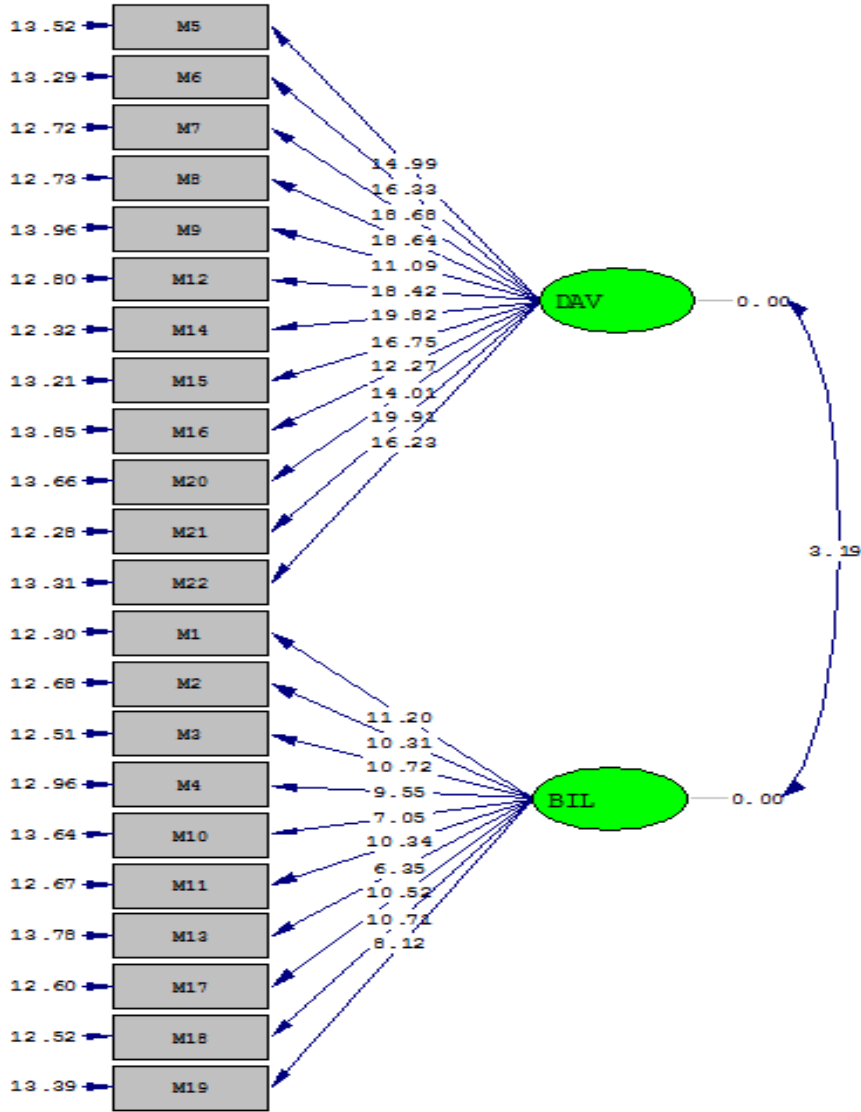 13.52 M5
13.29 M6
12.72 M7
12.73 M8
13.96 M9
12.80 M12
12.32 M14
13.21 M15
13.85 M16
13.66 M20
12.28 M21
13.31 M22
12.30 M1
12.68 M2
12.51 M3
12.96 M4
13.64 M10
12.67 M11
13.78 M13
12.60 M17
12.52 M18
13.39 M19
14.99
16.33
18.68
18.64
11.09
18.42
19.82
16.75
12.27
14.01
19.91
16.23
DAV 0.00
3.19
11.20
10.31
10.72
9.55
7.05
10.34
6.35
10.52
10.71
8.12
BIL 0.00